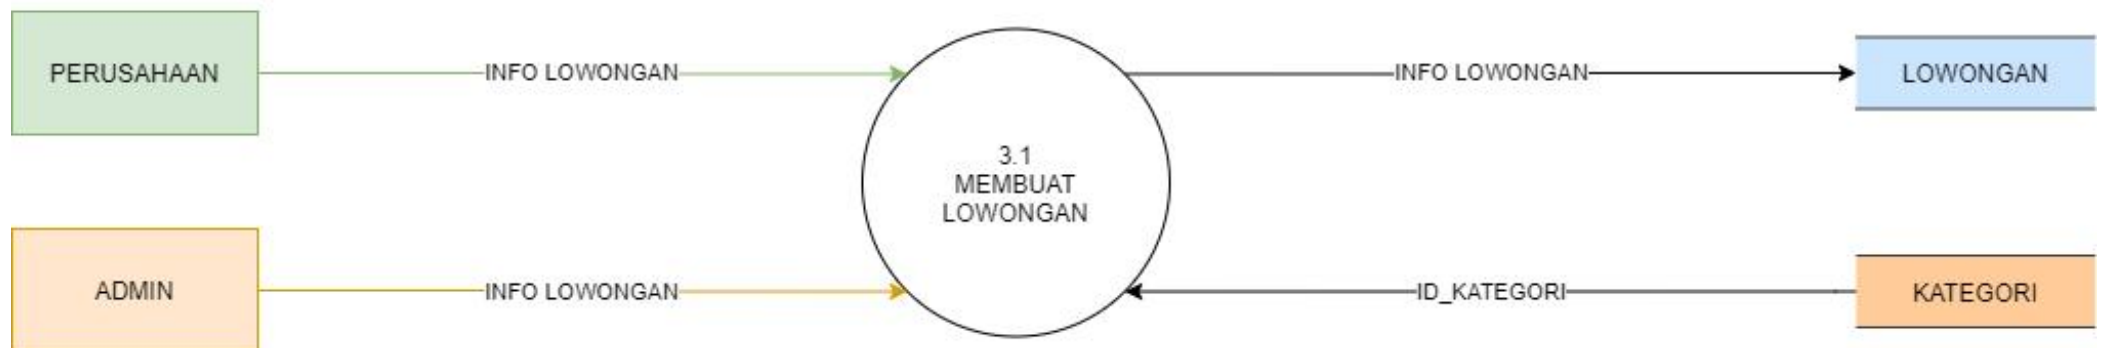 PERUSAHAAN
INFO LOWONGAN
INFO LOWONGAN
LOWONGAN
3.1
MEMBUAT
LOWONGAN
ADMIN
INFO LOWONGAN
ID_KATEGORI
KATEGORI